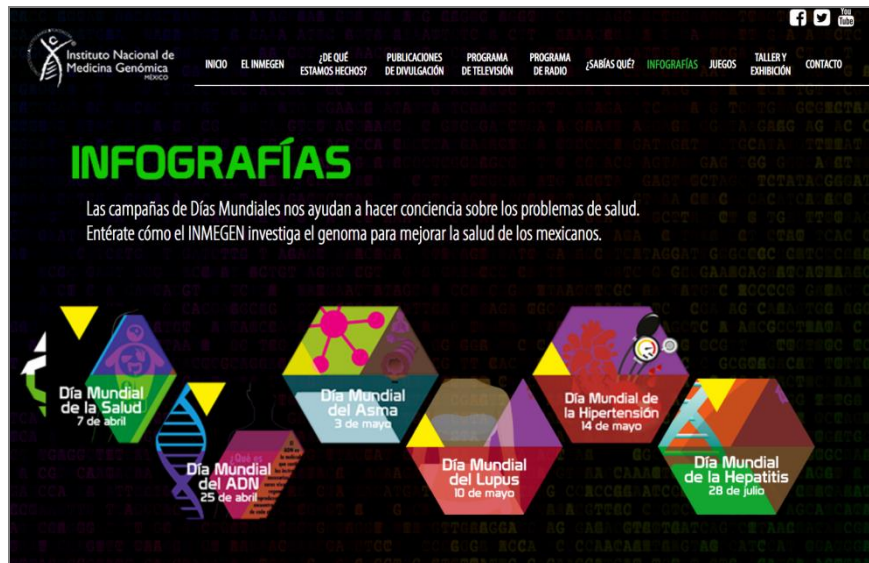 You
Tube
Instituto Nacional de
Medicina Genómica
MÉXICO
INICIO
EL INMEGEN
¿DE QUÉ
ESTAMOS HECHOS?
PUBLICACIONES
DE DIVULGACIÓN
PROGRAMA
DE TELEVISIÓN
PROGRAMA
DE RADIO
¿SABÍAS QUÉ?
INFOGRAFÍAS
JUEGOS
TALLER Y
EXHIBICIÓN
CONTACTO
INFOGRAFÍAS
Las campañas de Días Mundiales nos ayudan a hacer conciencia sobre los problemas de salud.
Entérate cómo el INMEGEN investiga el genoma para mejorar la salud de los mexicanos.
Día Mundial
de la Salud
7 de abril
¿Qué es
Día Mundial
del ADN
25 de abril
Día Mundial
del Asma
3 de mayo
Día Mundial
del Lupus
10 de mayo
Día Mundial de
la Hipertensión
14 de mayo
Día Mundial
de la Hepatitis
28 de julio